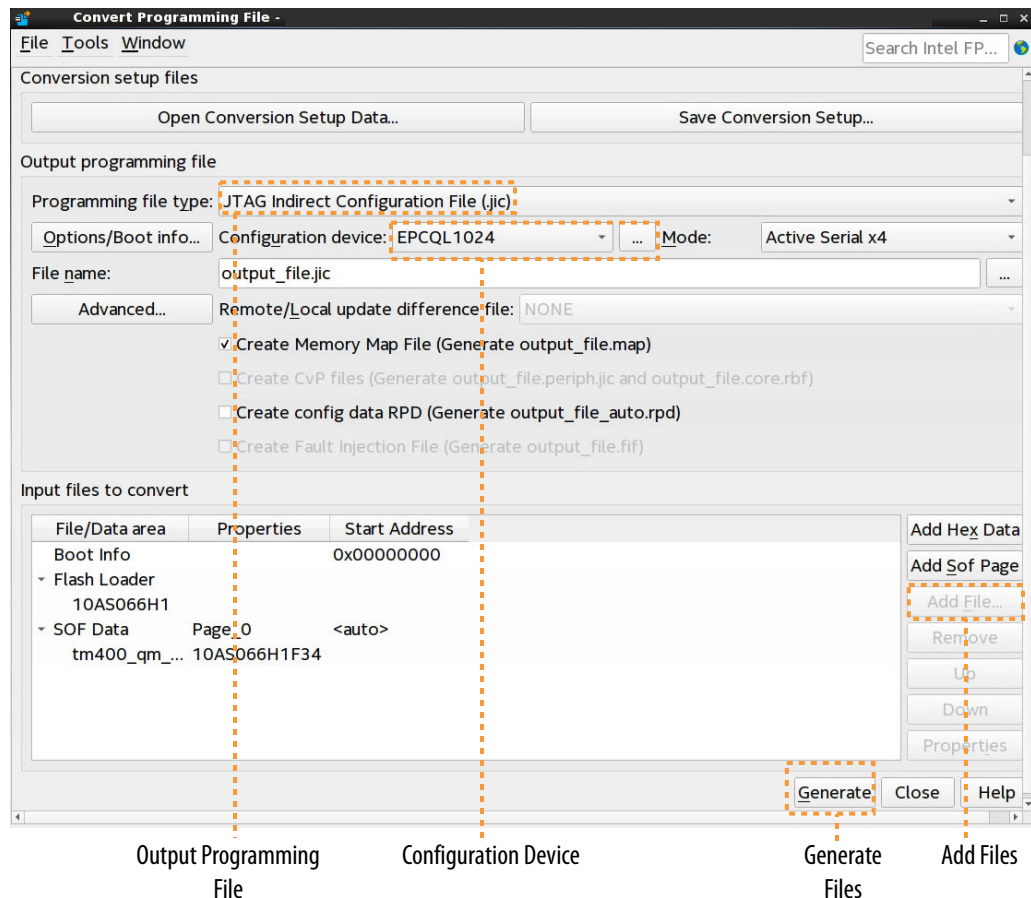 Convert Programming File -
File Tools Window
Search Intel FP...
Conversion setup files
Open Conversion Setup Data...
Save Conversion Setup...
Output programming file
Programming file type: JTAG Indirect Configuration File (.jic)
Options/Boot info... Configuration device: EPCQL1024 ... Mode: Active Serial x4
File name: output_file.jic ...
Advanced... Remote/Local update difference file: NONE
Create Memory Map File (Generate output_file.map)
Create CvP files (Generate output_file.periph.jic and output_file.core.rbf)
Create config data RPD (Generate output_file_auto.rpd)
Create Fault Injection File (Generate output_file.fif)
Input files to convert
File/Data area Properties Start Address
Boot Info 0x00000000
Flash Loader
10AS066H1
SOF Data Page_0 <auto>
tm400_qm_... 10AS066H1F34
Add Hex Data
Add Sof Page
Add File...
Remove
Up
Down
Properties
Generate Close Help
Output Programming
File
Configuration Device
Generate
Files
Add Files